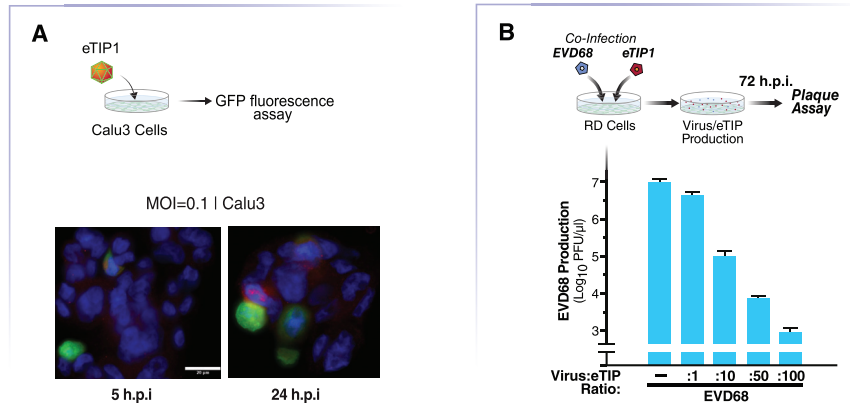 A
eTIP1
GFP fluorescence
assay
Calu3 Cells
MOI=0.1 | Calu3
20 μm
5 h.p.i
24 h.p.i
B
Co-Infection
EVD68 eTIP1
72 h.p.i.
Plaque
Assay
RD Cells
Virus/eTIP
Production
EVD68 Production
(Log10 PFU/μl)
7
6
5
4
3
Virus:eTIP
Ratio:
– :1 :10 :50 :100
EVD68